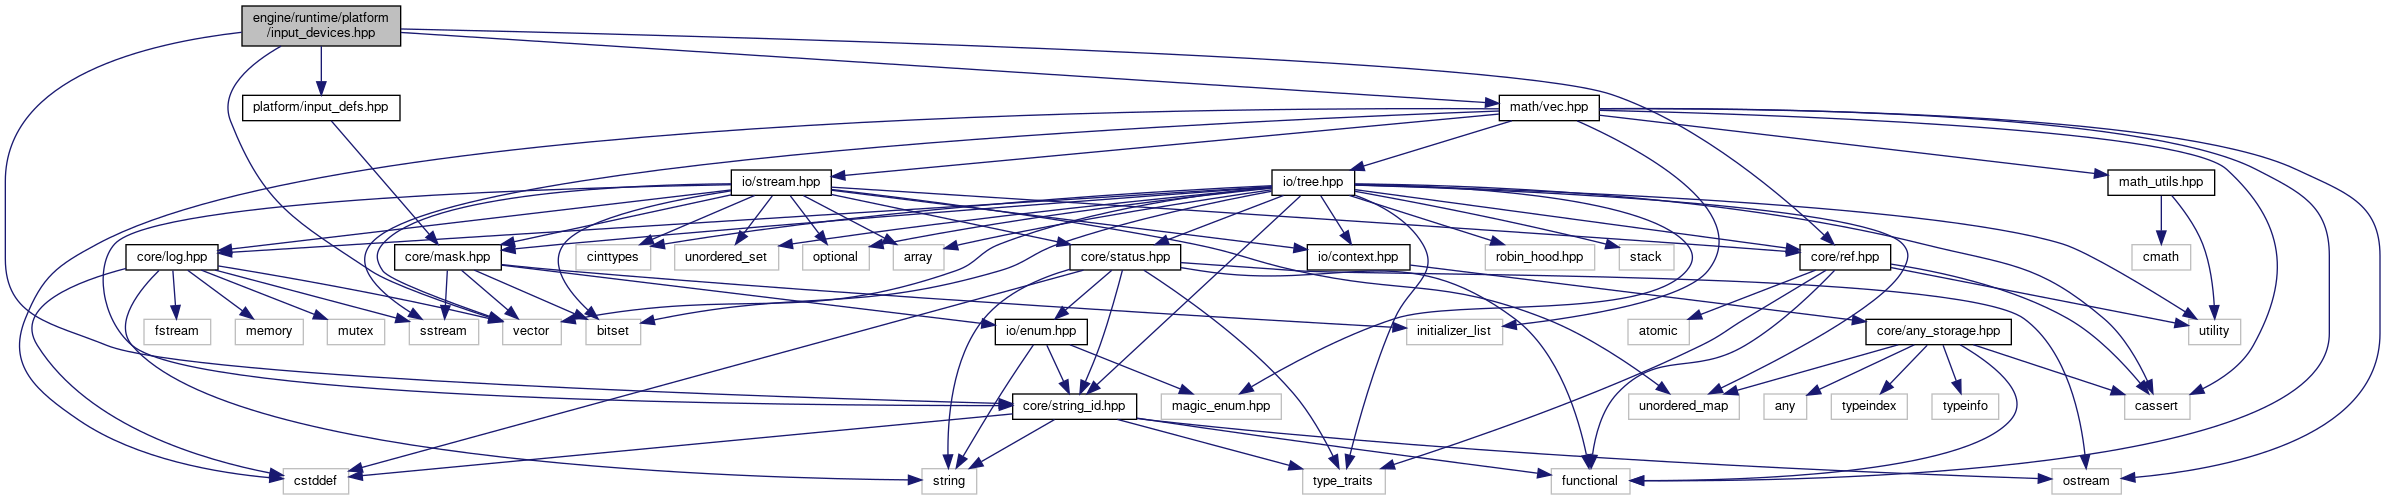 engine/runtime/platform
/input_devices.hpp
platform/input_defs.hpp
math/vec.hpp
io/stream.hpp
io/tree.hpp
math_utils.hpp
core/log.hpp
core/mask.hpp
cinttypes
unordered_set
optional
array
core/status.hpp
io/context.hpp
robin_hood.hpp
stack
core/ref.hpp
cmath
fstream
memory
mutex
sstream
vector
bitset
io/enum.hpp
initializer_list
atomic
core/any_storage.hpp
utility
core/string_id.hpp
magic_enum.hpp
unordered_map
any
typeindex
typeinfo
cassert
cstddef
string
type_traits
functional
ostream